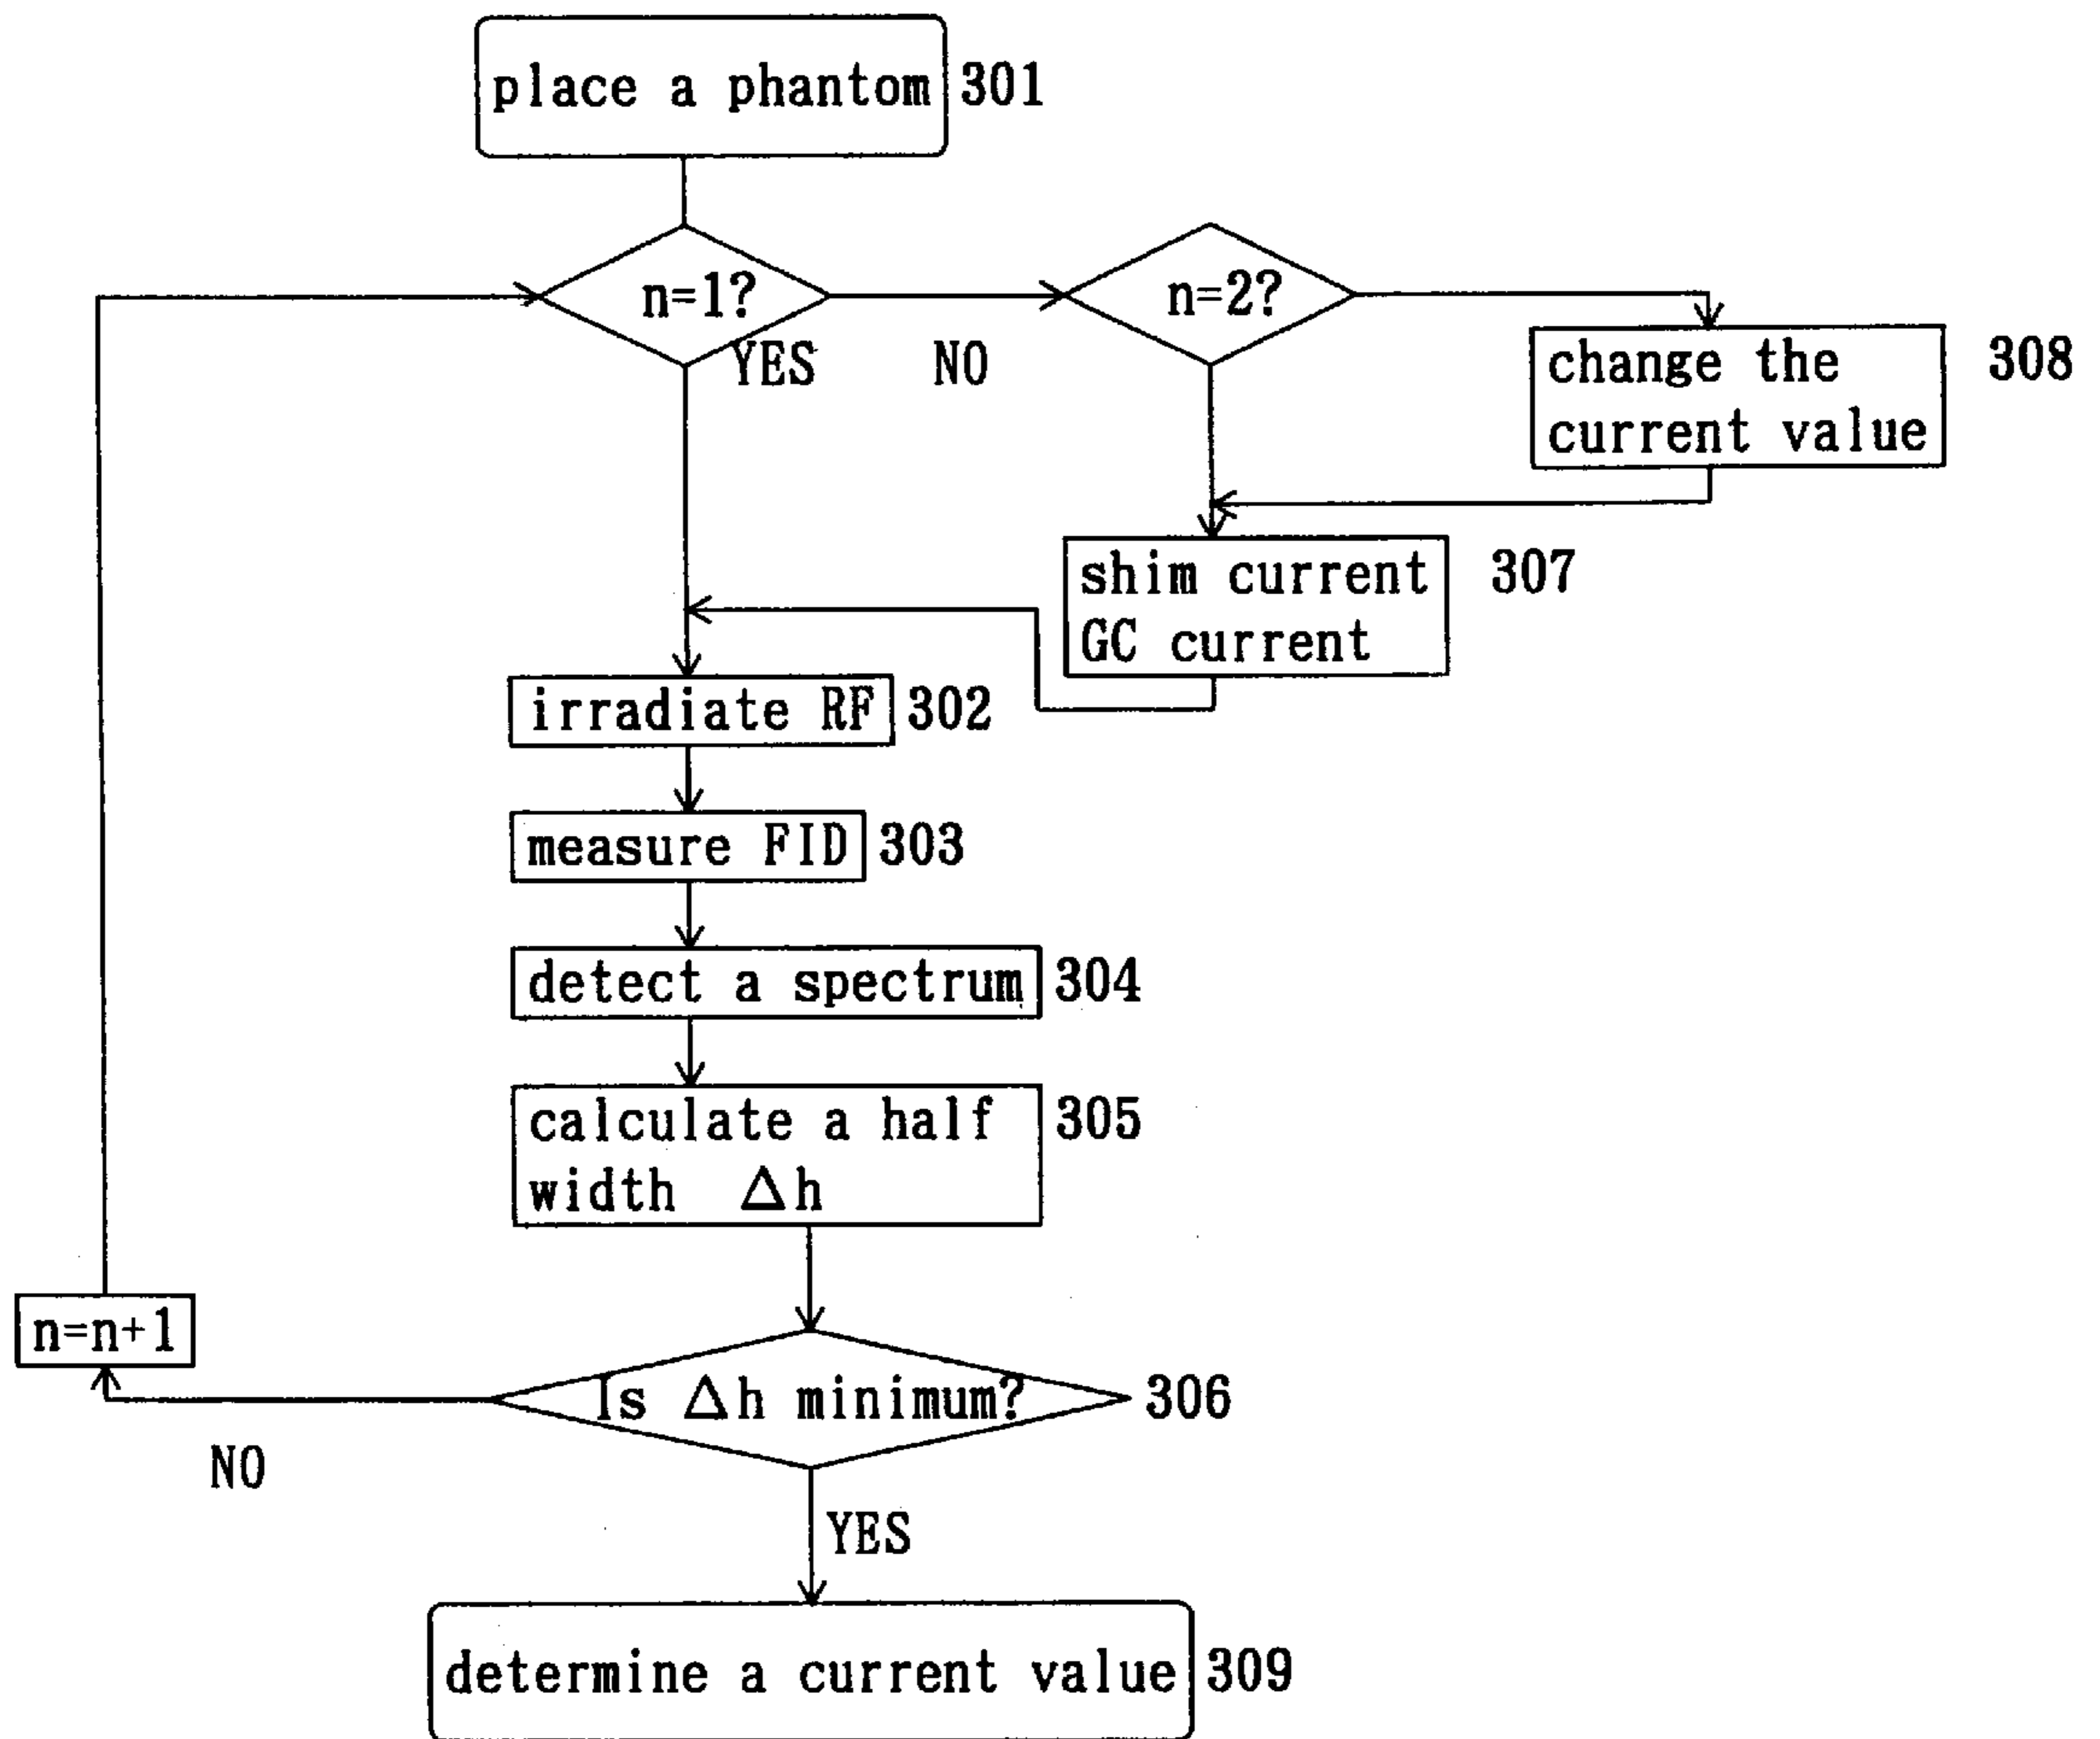 place a phantom 301
n=1?
n=2?
YES
NO
change the
current value
308
shim current
GC current
307
irradiate RF 302
measure FID 303
detect a spectrum 304
calculate a half
width Δh
305
n=n+1
Is Δh minimum? 306
NO
YES
determine a current value 309